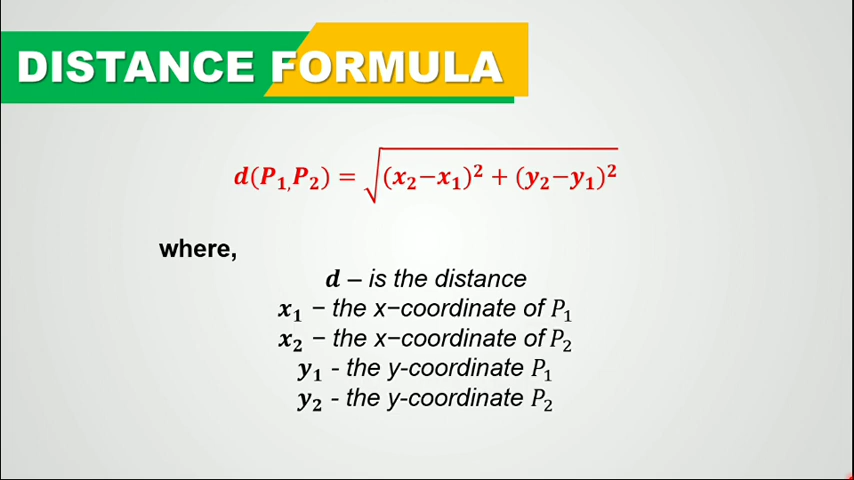 DISTANCE FORMULA
d(P₁,P₂) = √(x₂−x₁)² + (y₂−y₁)²
where,
d – is the distance
x₁ − the x−coordinate of P₁
x₂ − the x−coordinate of P₂
y₁ - the y-coordinate P₁
y₂ - the y-coordinate P₂